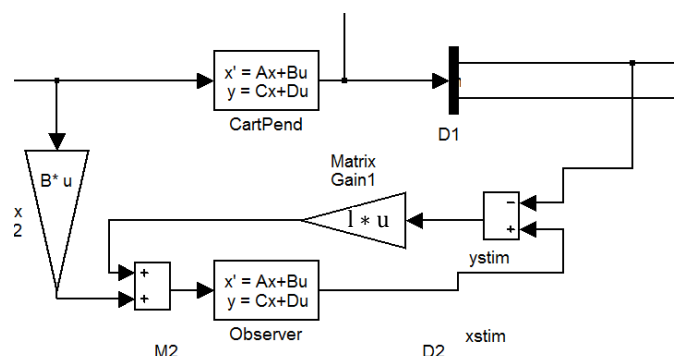 x' = Ax+Bu
y = Cx+Du
CartPend
D1
B* u
x
2
Matrix
Gain1
l * u
−
+
ystim
+
+
x' = Ax+Bu
y = Cx+Du
Observer
M2
D2
xstim